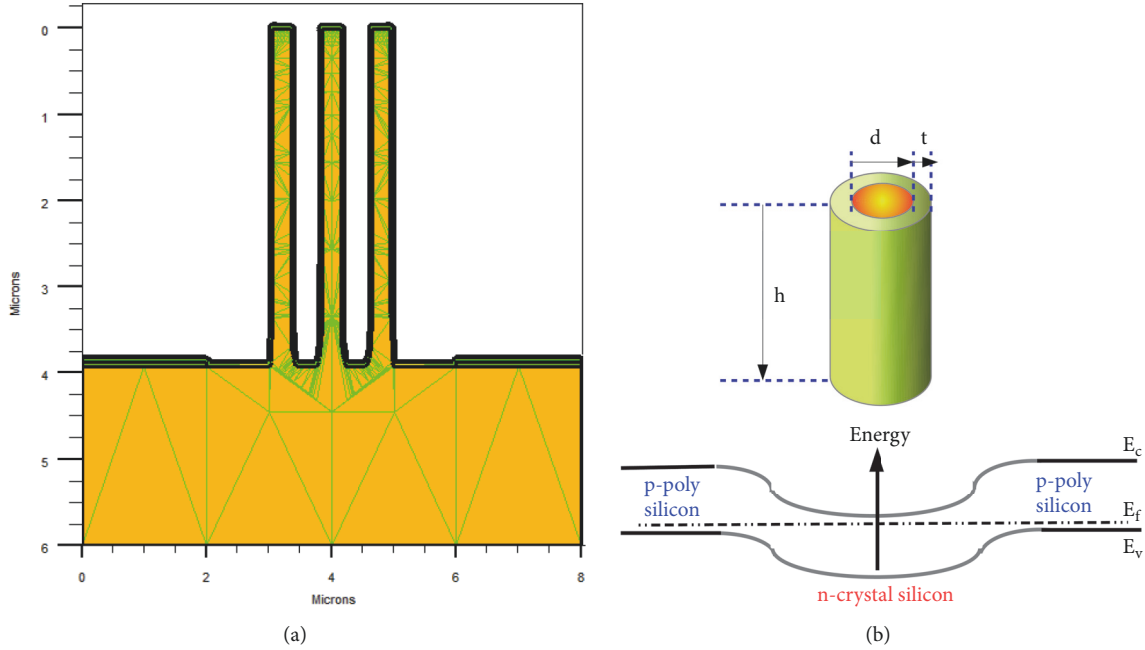 0
1
2
3
4
5
6
Microns
0
2
4
6
8
Microns
(a)
d
t
h
Energy
E_c
p-poly
silicon
p-poly
silicon
E_f
E_v
n-crystal silicon
(b)